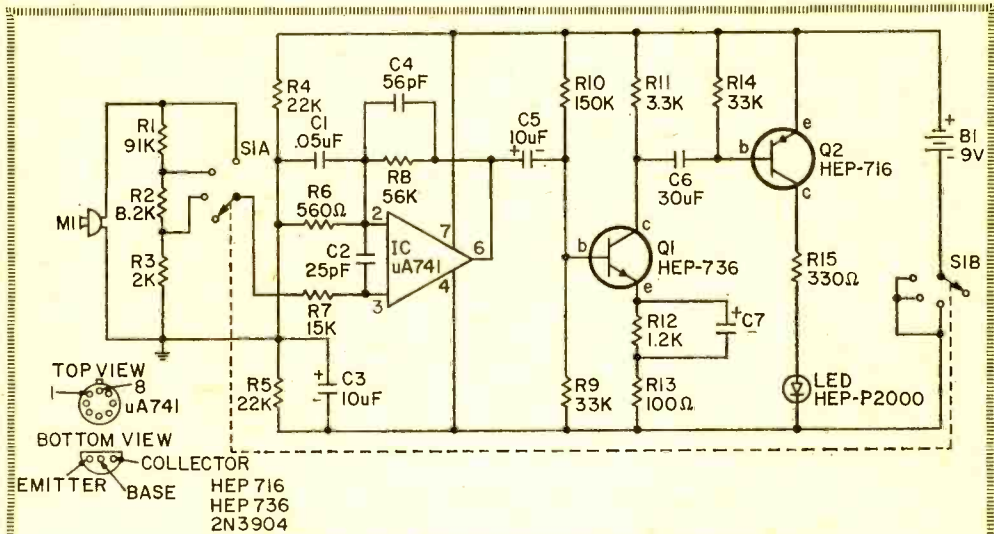 R1
91K
R2
8.2K
R3
2K
M1
S1A
R4
22K
C1
.05uF
C4
56pF
R8
56K
R6
560Ω
C2
25pF
R7
15K
2
3
IC
uA741
7
4
6
R5
22K
+
-
C3
10uF
C5
10uF
+ -
R10
150K
R11
3.3K
R14
33K
C6
30uF
b
c
e
Q1
HEP-736
R12
1.2K
+
-
C7
R9
33K
R13
100Ω
b
e
c
Q2
HEP-716
R15
330Ω
LED
HEP-P2000
+
-
B1
9V
S1B
TOP VIEW
1
8
uA741
BOTTOM VIEW
COLLECTOR
EMITTER
BASE
HEP 716
HEP 736
2N3904